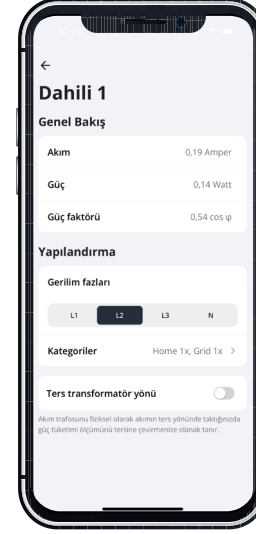 Dahili 1
Genel Bakış
Akım 0,19 Amper
Güç 0,14 Watt
Güç faktörü 0,54 cos φ
Yapılandırma
Gerilim fazları
L1 L2 L3 N
Kategoriler Home 1x, Grid 1x
Ters transformatör yönü
Akım trafosunu fiziksel olarak akımın ters yönünde taktığınızda
güç tüketimi ölçümünü tersine çevirmenize olanak tanır.